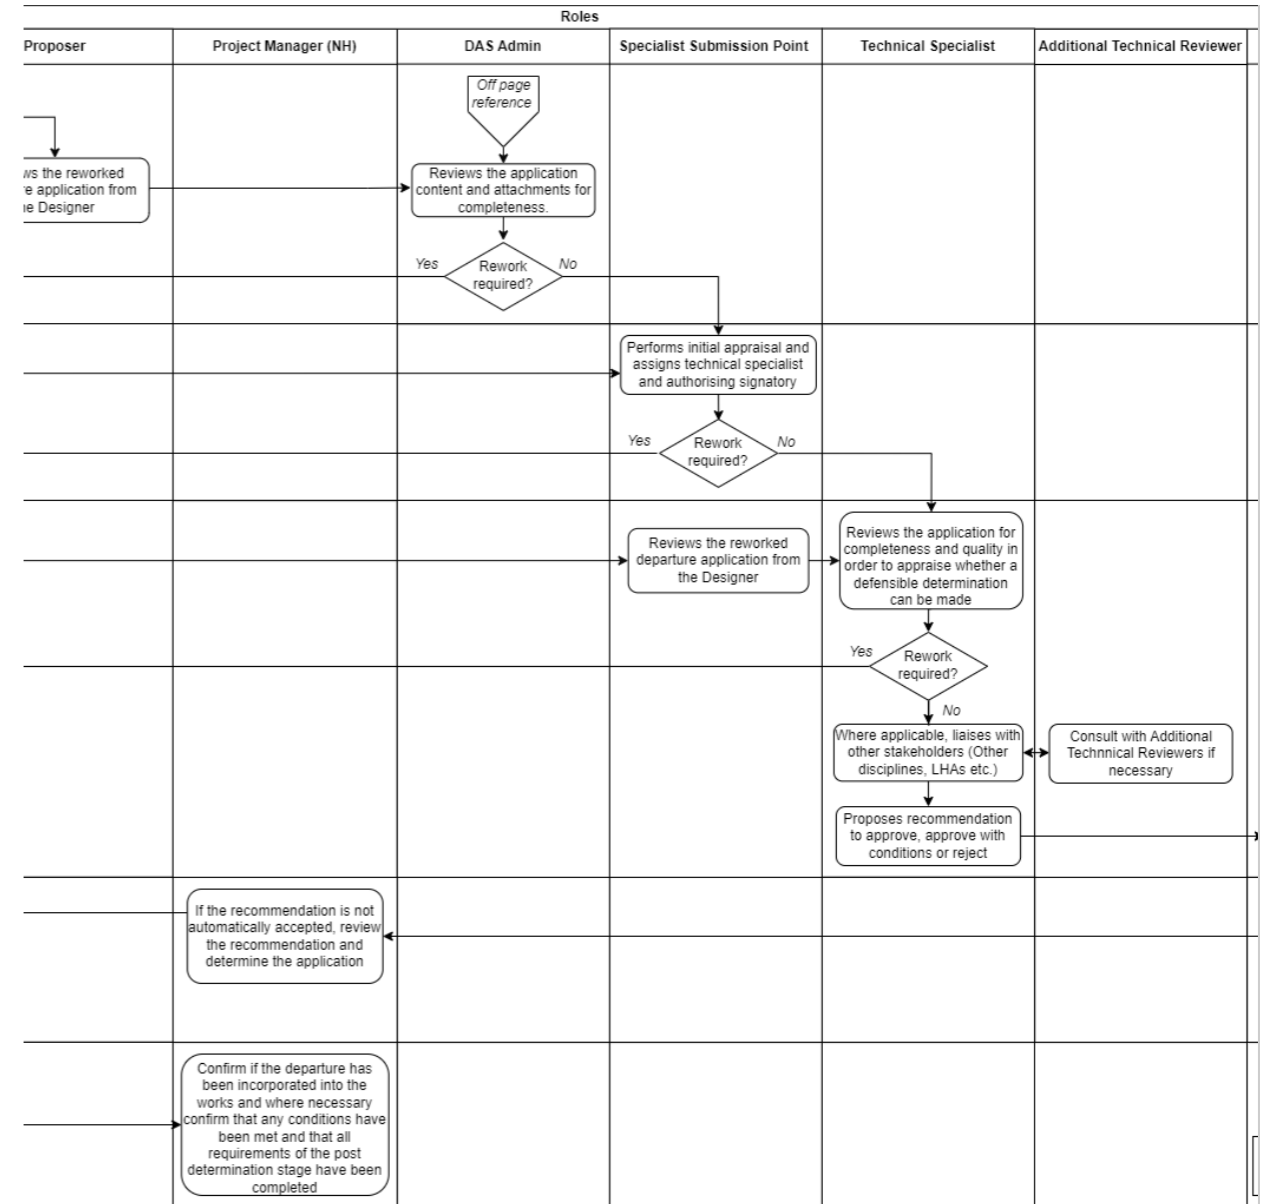 Roles
Proposer
Project Manager (NH)
DAS Admin
Specialist Submission Point
Technical Specialist
Additional Technical Reviewer
Off page
reference
the reworked
application from
Designer
Reviews the application
content and attachments for
completeness.
Yes
Rework
required?
No
Performs initial appraisal and
assigns technical specialist
and authorising signatory
Yes
Rework
required?
No
Reviews the reworked
departure application from
the Designer
Reviews the application for
completeness and quality in
order to appraise whether a
defensible determination
can be made
Yes
Rework
required?
No
Where applicable, liaises with
other stakeholders (Other
disciplines, LHAs etc.)
Consult with Additional
Technnical Reviewers if
necessary
Proposes recommendation
to approve, approve with
conditions or reject
If the recommendation is not
automatically accepted, review
the recommendation and
determine the application
Confirm if the departure has
been incorporated into the
works and where necessary
confirm that any conditions have
been met and that all
requirements of the post
determination stage have been
completed